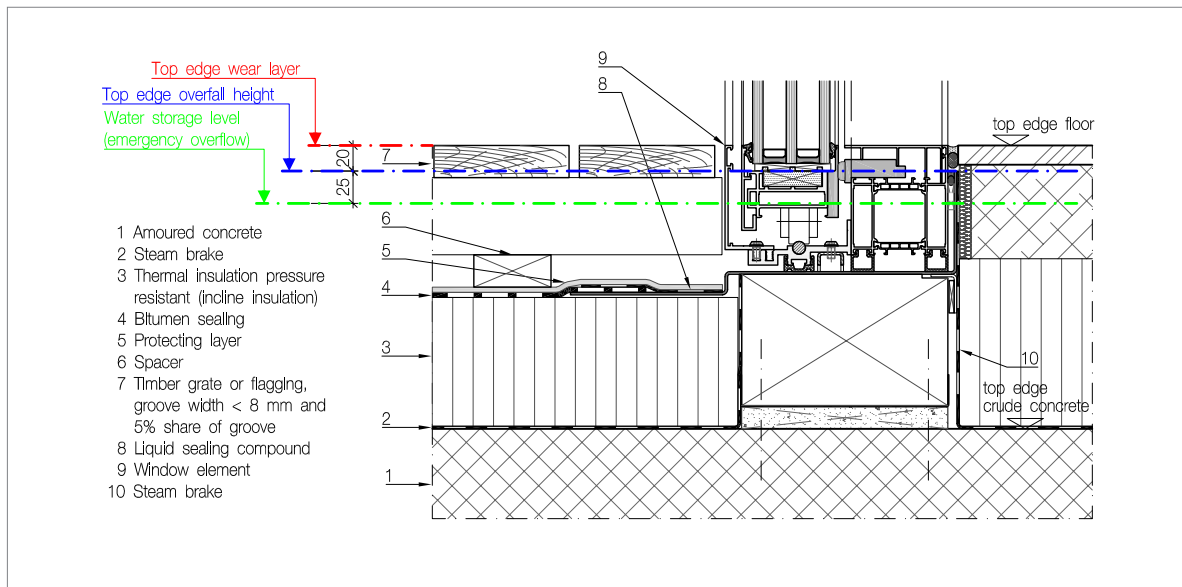 Top edge wear layer
Top edge overfall height
Water storage level
(emergency overflow)
20
25
1 Amoured concrete
2 Steam brake
3 Thermal insulation pressure
resistant (incline insulation)
4 Bitumen sealing
5 Protecting layer
6 Spacer
7 Timber grate or flagging,
groove width < 8 mm and
5% share of groove
8 Liquid sealing compound
9 Window element
10 Steam brake
9
8
7
6
5
4
3
2
1
top edge floor
10
top edge
crude concrete